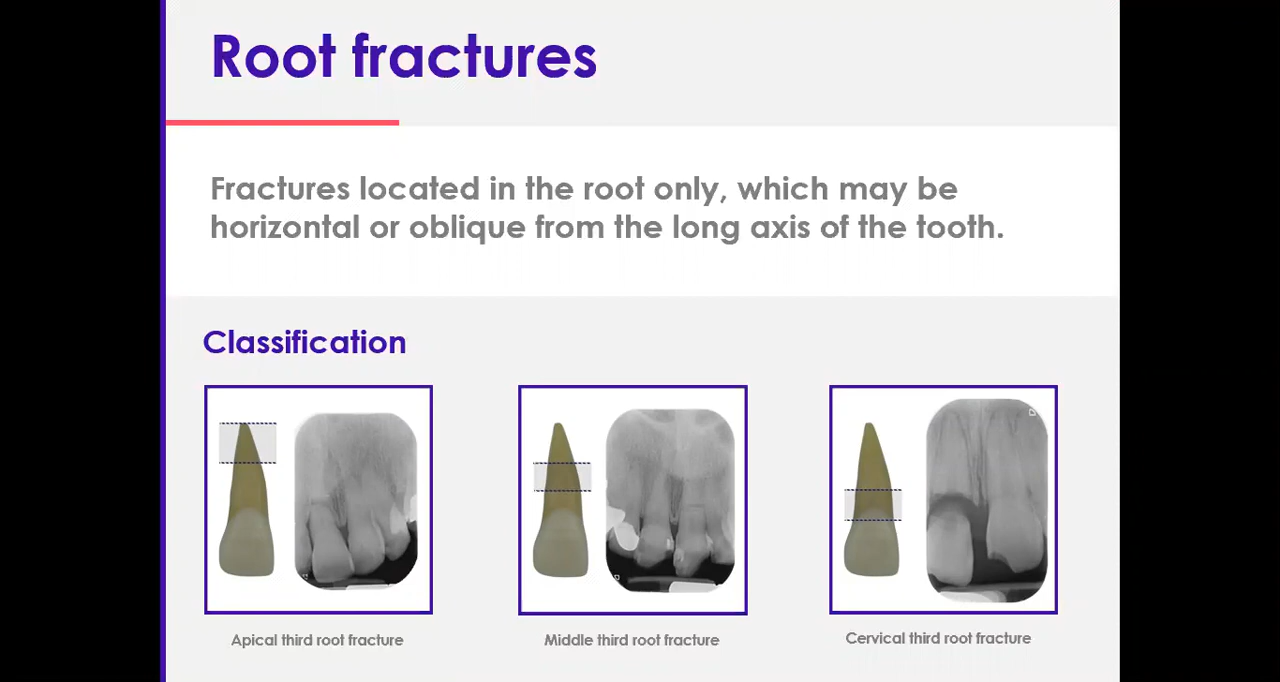 Root fractures
Fractures located in the root only, which may be
horizontal or oblique from the long axis of the tooth.
Classification
Apical third root fracture
Middle third root fracture
Cervical third root fracture